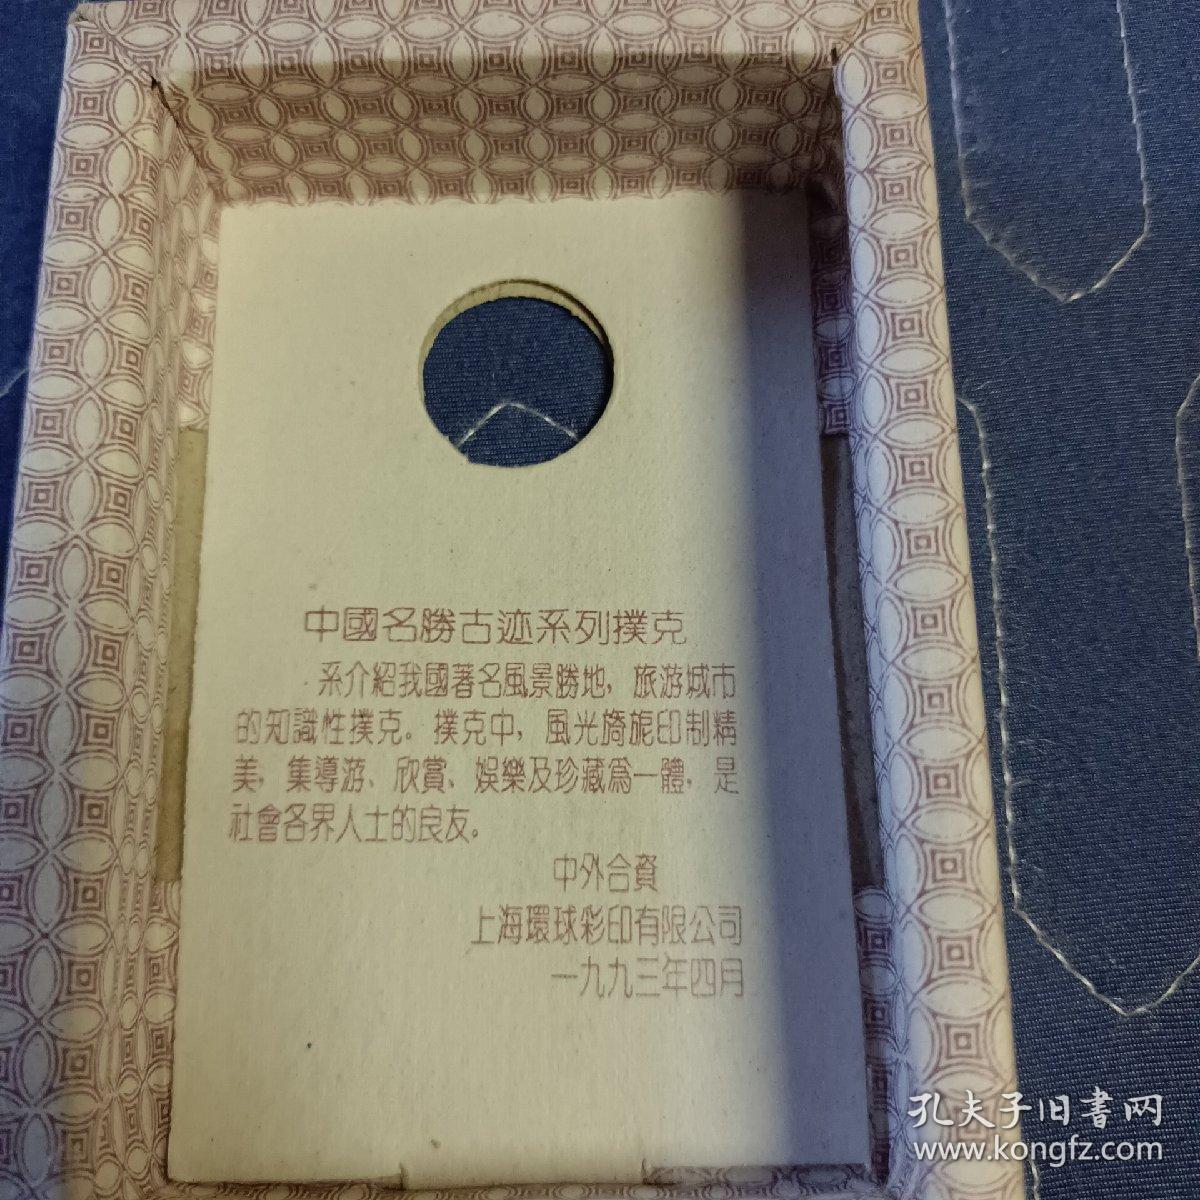 中國名勝古迹系列撲克
系介紹我國著名風景勝地，旅游城市
的知識性撲克。撲克中，風光旖旎印制精
美，集導游、欣賞、娛樂及珍藏爲一體，是
社會各界人士的良友。
中外合資
上海環球彩印有限公司
一九九三年四月
孔夫子旧書网
www.kongfz.com